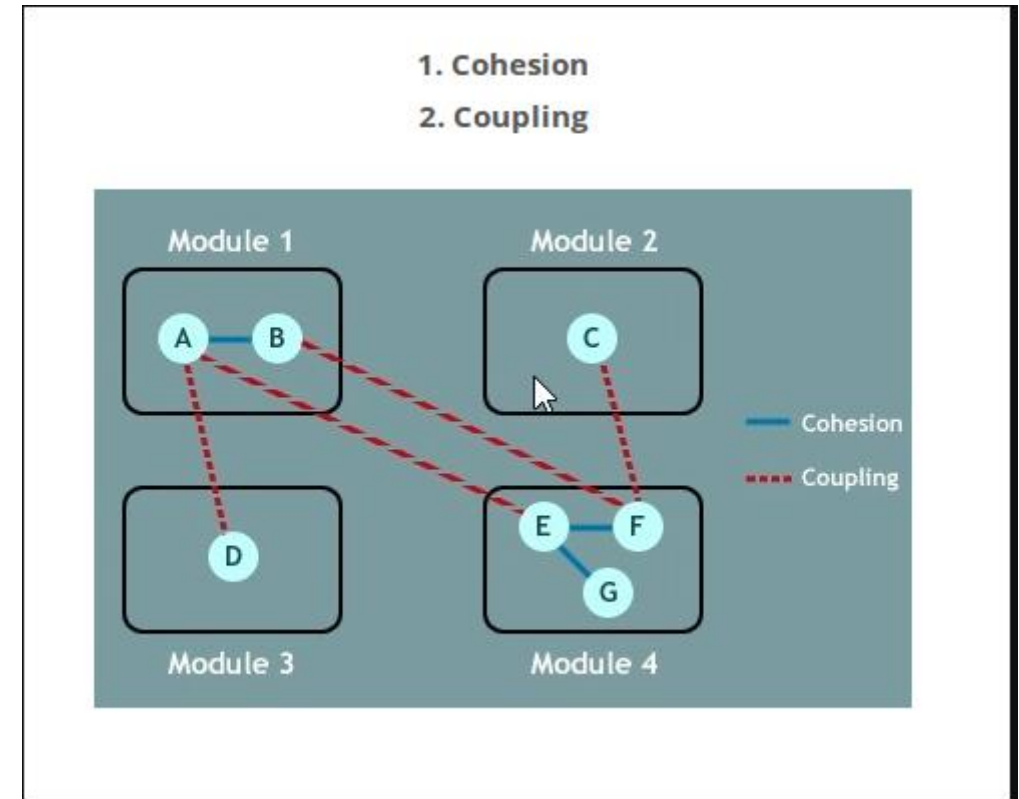 1. Cohesion
2. Coupling
Module 1
Module 2
A
B
C
Cohesion
Coupling
D
E
F
G
Module 3
Module 4